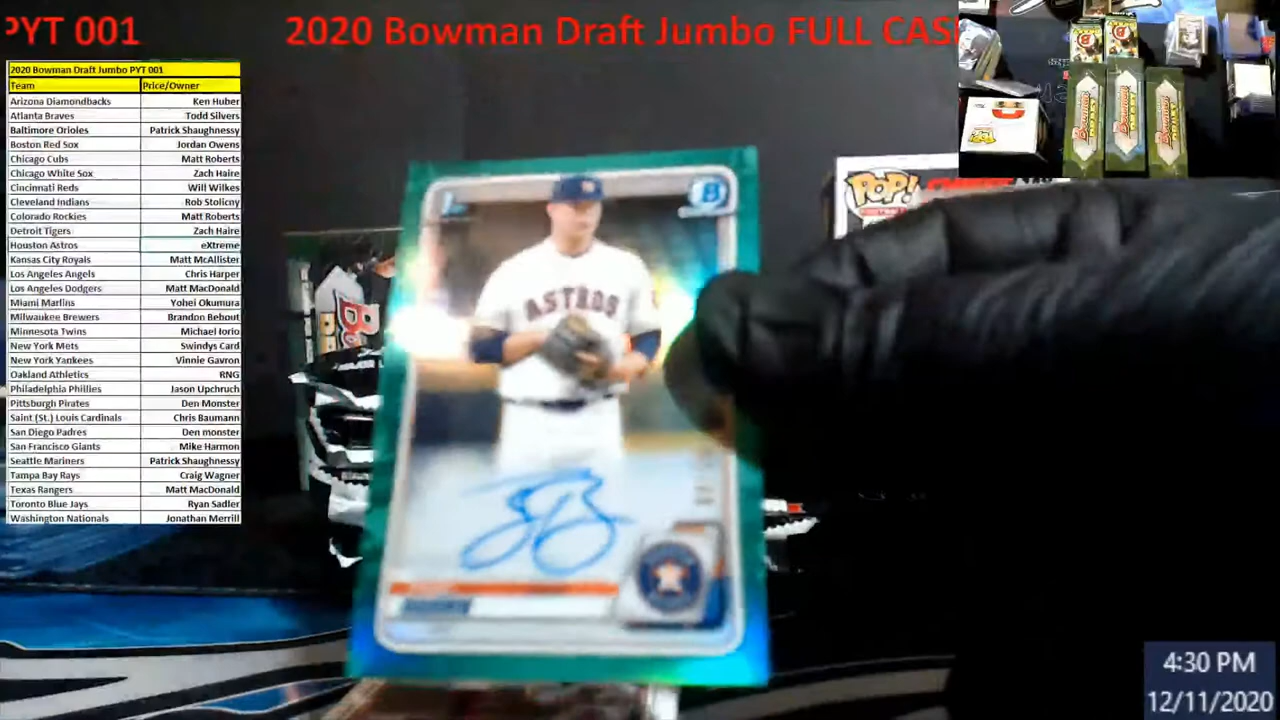 PYT 001 2020 Bowman Draft Jumbo FULL CAS
2020 Bowman Draft Jumbo PYT 001
Team Price/Owner
Arizona Diamondbacks Ken Huber
Atlanta Braves Todd Silvers
Baltimore Orioles Patrick Shaughnessy
Boston Red Sox Jordan Owens
Chicago Cubs Matt Roberts
Chicago White Sox Zach Haire
Cincinnati Reds Will Wilkes
Cleveland Indians Rob Stolicny
Colorado Rockies Matt Roberts
Detroit Tigers Zach Haire
Houston Astros eXtreme
Kansas City Royals Matt McAllister
Los Angeles Angels Chris Harper
Los Angeles Dodgers Matt MacDonald
Miami Marlins Yohei Okumura
Milwaukee Brewers Brandon Bebout
Minnesota Twins Michael Iorio
New York Mets Swindys Card
New York Yankees Vinnie Gavron
Oakland Athletics RNG
Philadelphia Phillies Jason Upchruch
Pittsburgh Pirates Den Monster
Saint (St.) Louis Cardinals Chris Baumann
San Diego Padres Den monster
San Francisco Giants Mike Harmon
Seattle Mariners Patrick Shaughnessy
Tampa Bay Rays Craig Wagner
Texas Rangers Matt MacDonald
Toronto Blue Jays Ryan Sadler
Washington Nationals Jonathan Merrill
B
ASTROS
POP!
4:30 PM
12/11/2020